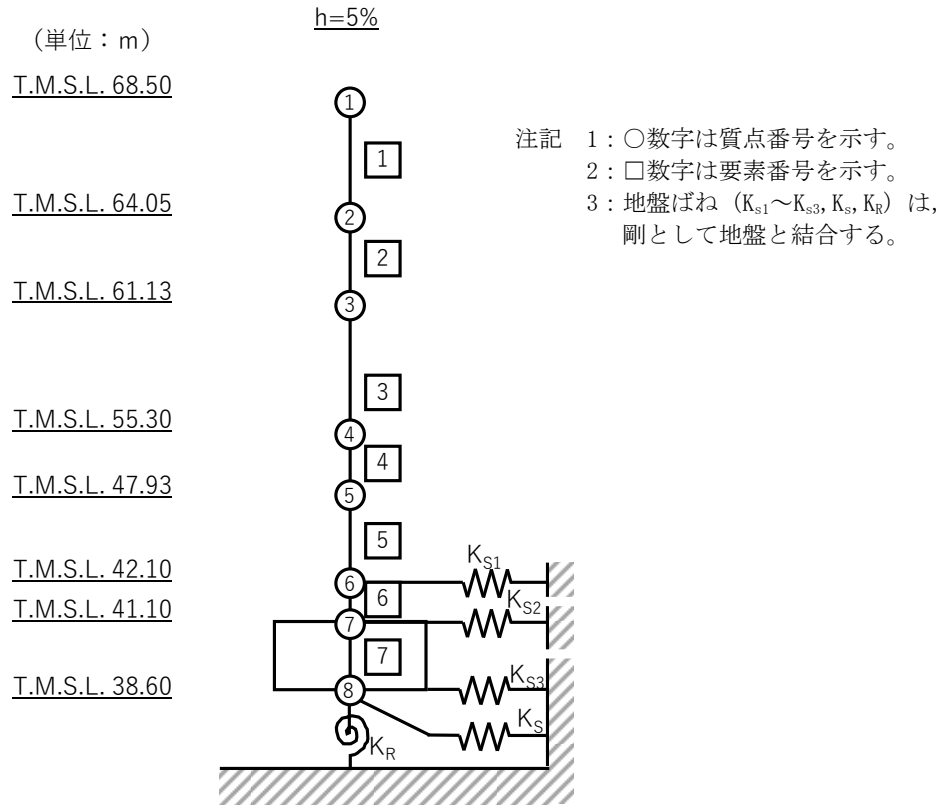 h=5%
（単位：m）
T.M.S.L. 68.50
T.M.S.L. 64.05
T.M.S.L. 61.13
T.M.S.L. 55.30
T.M.S.L. 47.93
T.M.S.L. 42.10
T.M.S.L. 41.10
T.M.S.L. 38.60
1
1
2
2
3
3
4
4
5
5
6
6
7
7
8
KS1
KS2
KS3
KS
KR
注記　1：○数字は質点番号を示す。
2：□数字は要素番号を示す。
3：地盤ばね（Ks1～Ks3, Ks, KR）は,
剛として地盤と結合する。